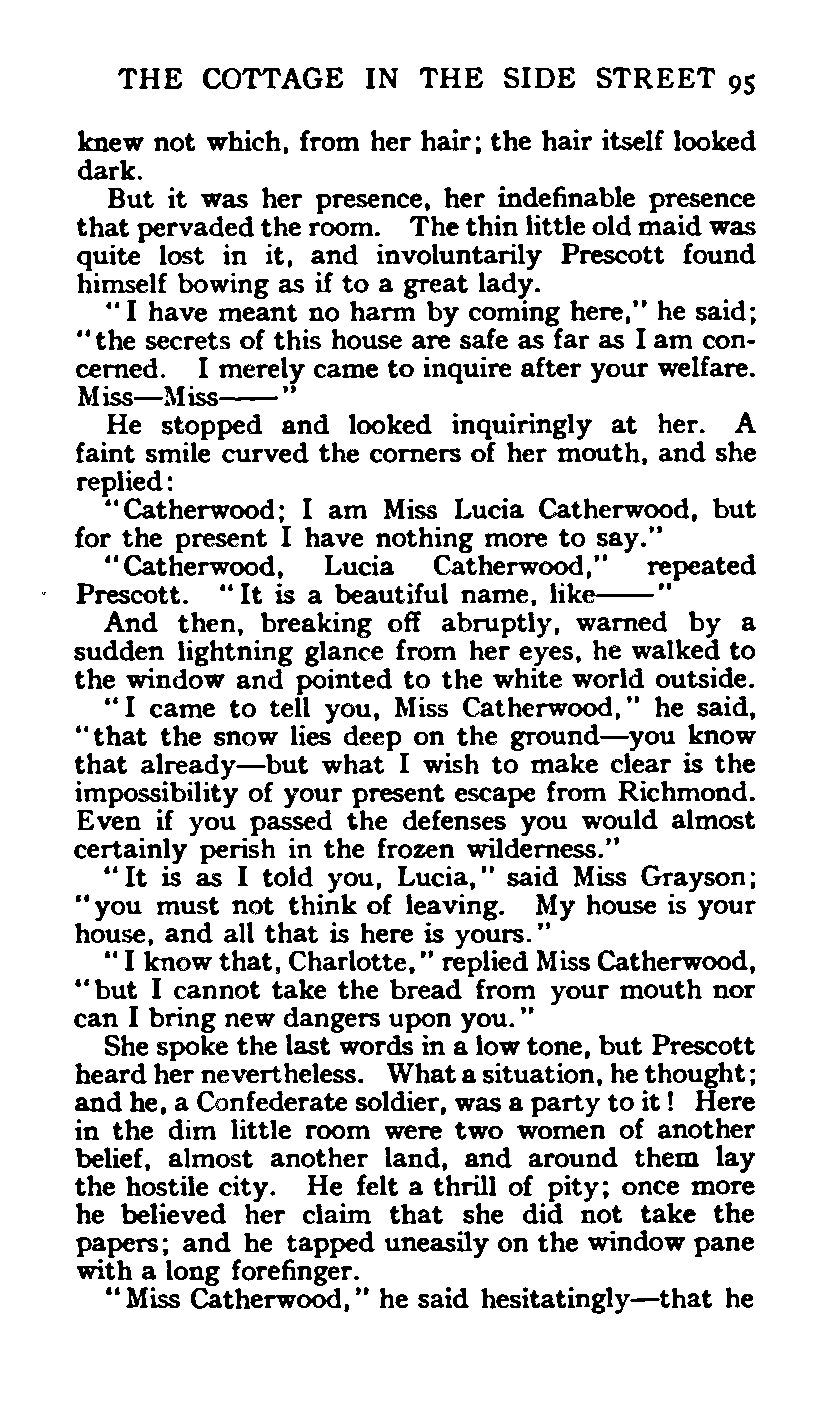 THE COTTAGE IN THE SIDE STREET 95
knew not which, from her hair; the hair itself looked
dark.
But it was her presence, her indefinable presence
that pervaded the room. The thin little old maid was
quite lost in it, and involuntarily Prescott found
himself bowing as if to a great lady.
"I have meant no harm by coming here," he said;
"the secrets of this house are safe as far as I am con-
cerned. I merely came to inquire after your welfare.
Miss—Miss——"
He stopped and looked inquiringly at her. A
faint smile curved the corners of her mouth, and she
replied:
"Catherwood; I am Miss Lucia Catherwood, but
for the present I have nothing more to say."
"Catherwood, Lucia Catherwood," repeated
Prescott. "It is a beautiful name, like——"
And then, breaking off abruptly, warned by a
sudden lightning glance from her eyes, he walked to
the window and pointed to the white world outside.
"I came to tell you, Miss Catherwood," he said,
"that the snow lies deep on the ground—you know
that already—but what I wish to make clear is the
impossibility of your present escape from Richmond.
Even if you passed the defenses you would almost
certainly perish in the frozen wilderness."
"It is as I told you, Lucia," said Miss Grayson;
"you must not think of leaving. My house is your
house, and all that is here is yours."
"I know that, Charlotte," replied Miss Catherwood,
"but I cannot take the bread from your mouth nor
can I bring new dangers upon you."
She spoke the last words in a low tone, but Prescott
heard her nevertheless. What a situation, he thought;
and he, a Confederate soldier, was a party to it! Here
in the dim little room were two women of another
belief, almost another land, and around them lay
the hostile city. He felt a thrill of pity; once more
he believed her claim that she did not take the
papers; and he tapped uneasily on the window pane
with a long forefinger.
"Miss Catherwood," he said hesitatingly—that he